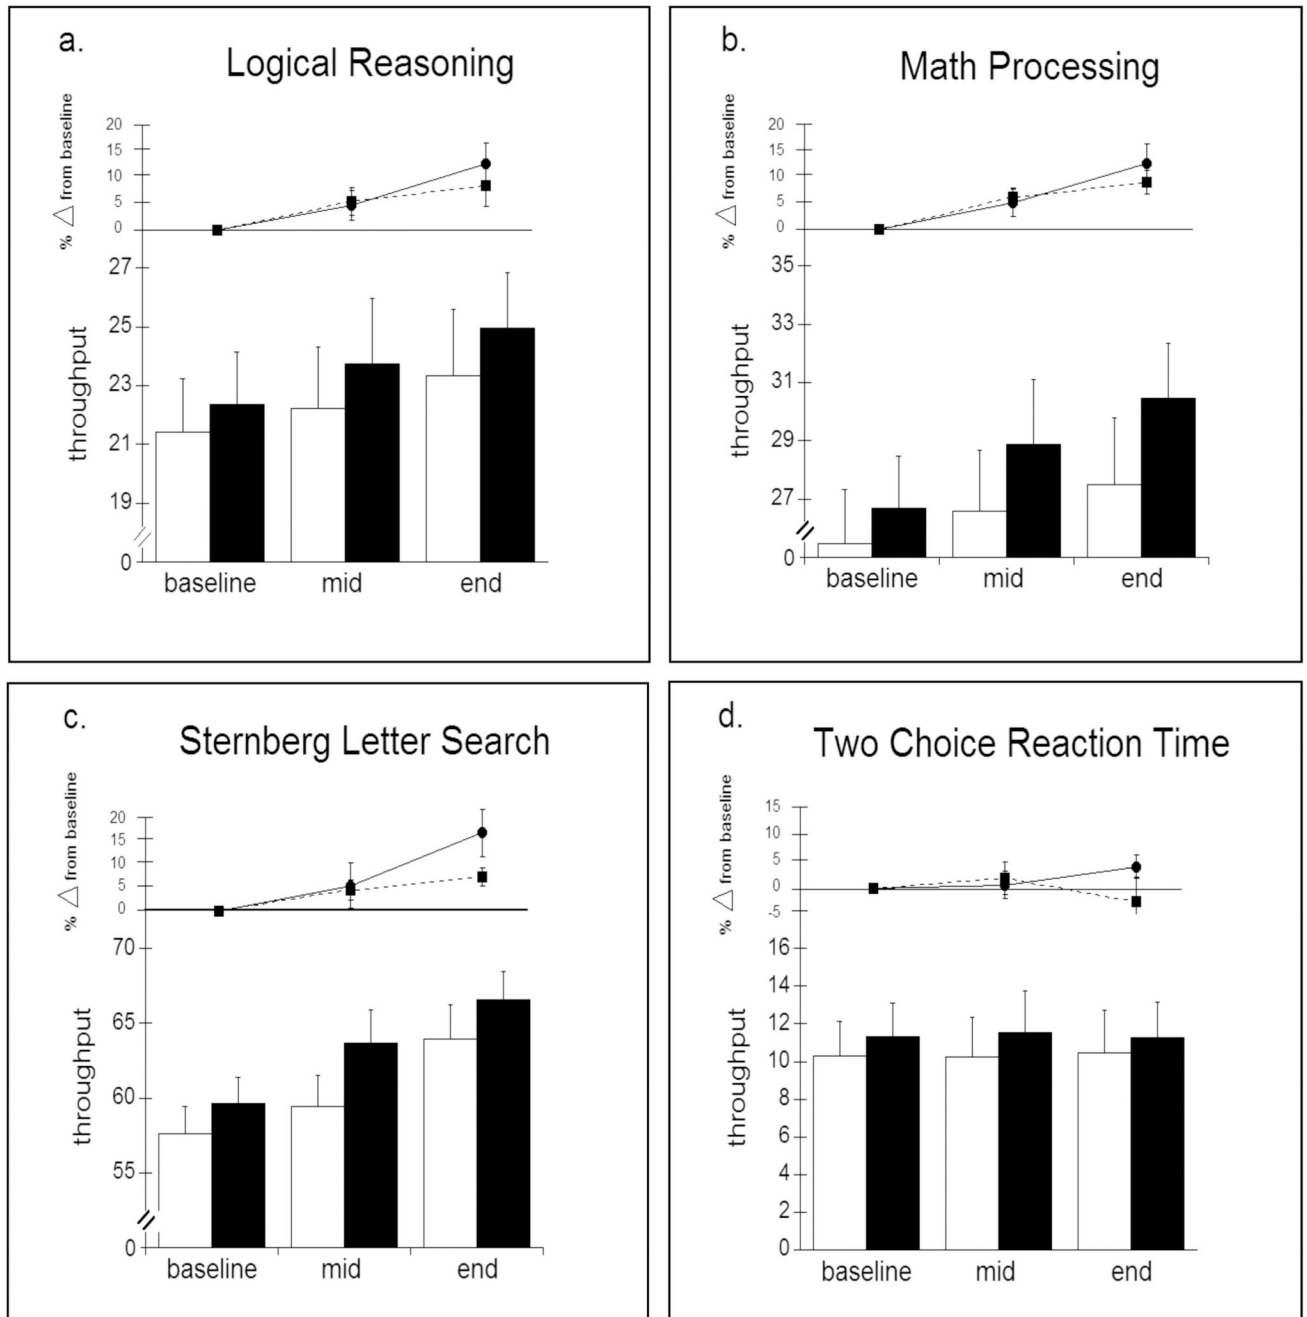 a.
Logical Reasoning
% △ from baseline
20
15
10
5
0
throughput
27
25
23
21
19
0
baseline mid end
b.
Math Processing
% △ from baseline
20
15
10
5
0
throughput
35
33
31
29
27
0
baseline mid end
c.
Sternberg Letter Search
% △ from baseline
20
15
10
5
0
throughput
70
65
60
55
0
baseline mid end
d.
Two Choice Reaction Time
% △ from baseline
15
10
5
0
-5
throughput
16
14
12
10
8
6
4
2
0
baseline mid end